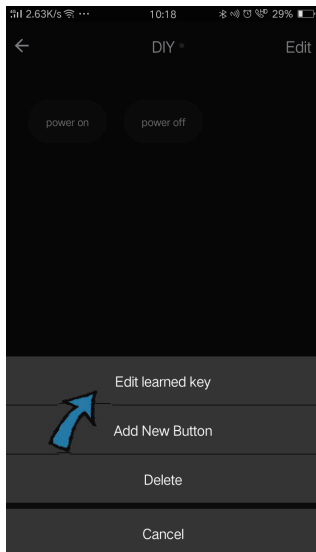 2.63K/s ... 10:18 29%
DIY Edit
power on power off
Edit learned key
Add New Button
Delete
Cancel